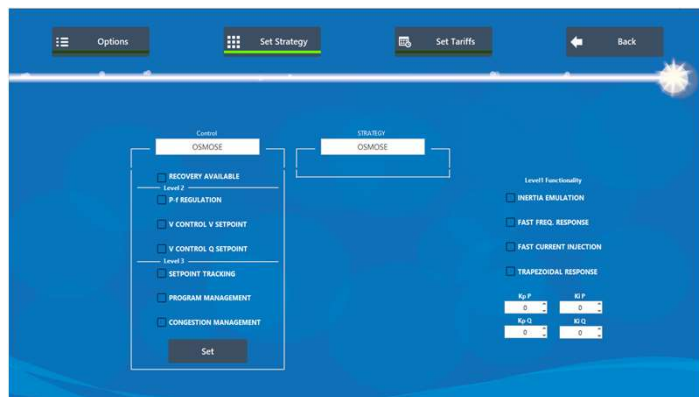 Options
Set Strategy
Set Tariffs
Back
Control
OSMOSE
STRATEGY
OSMOSE
RECOVERY AVAILABLE
Level 2
P-f REGULATION
V CONTROL V SETPOINT
V CONTROL Q SETPOINT
Level 3
SETPOINT TRACKING
PROGRAM MANAGEMENT
CONGESTION MANAGEMENT
Set
Level1 Functionality
INERTIA EMULATION
FAST FREQ. RESPONSE
FAST CURRENT INJECTION
TRAPEZOIDAL RESPONSE
Kp P Ki P
0 0
Kp Q Ki Q
0 0